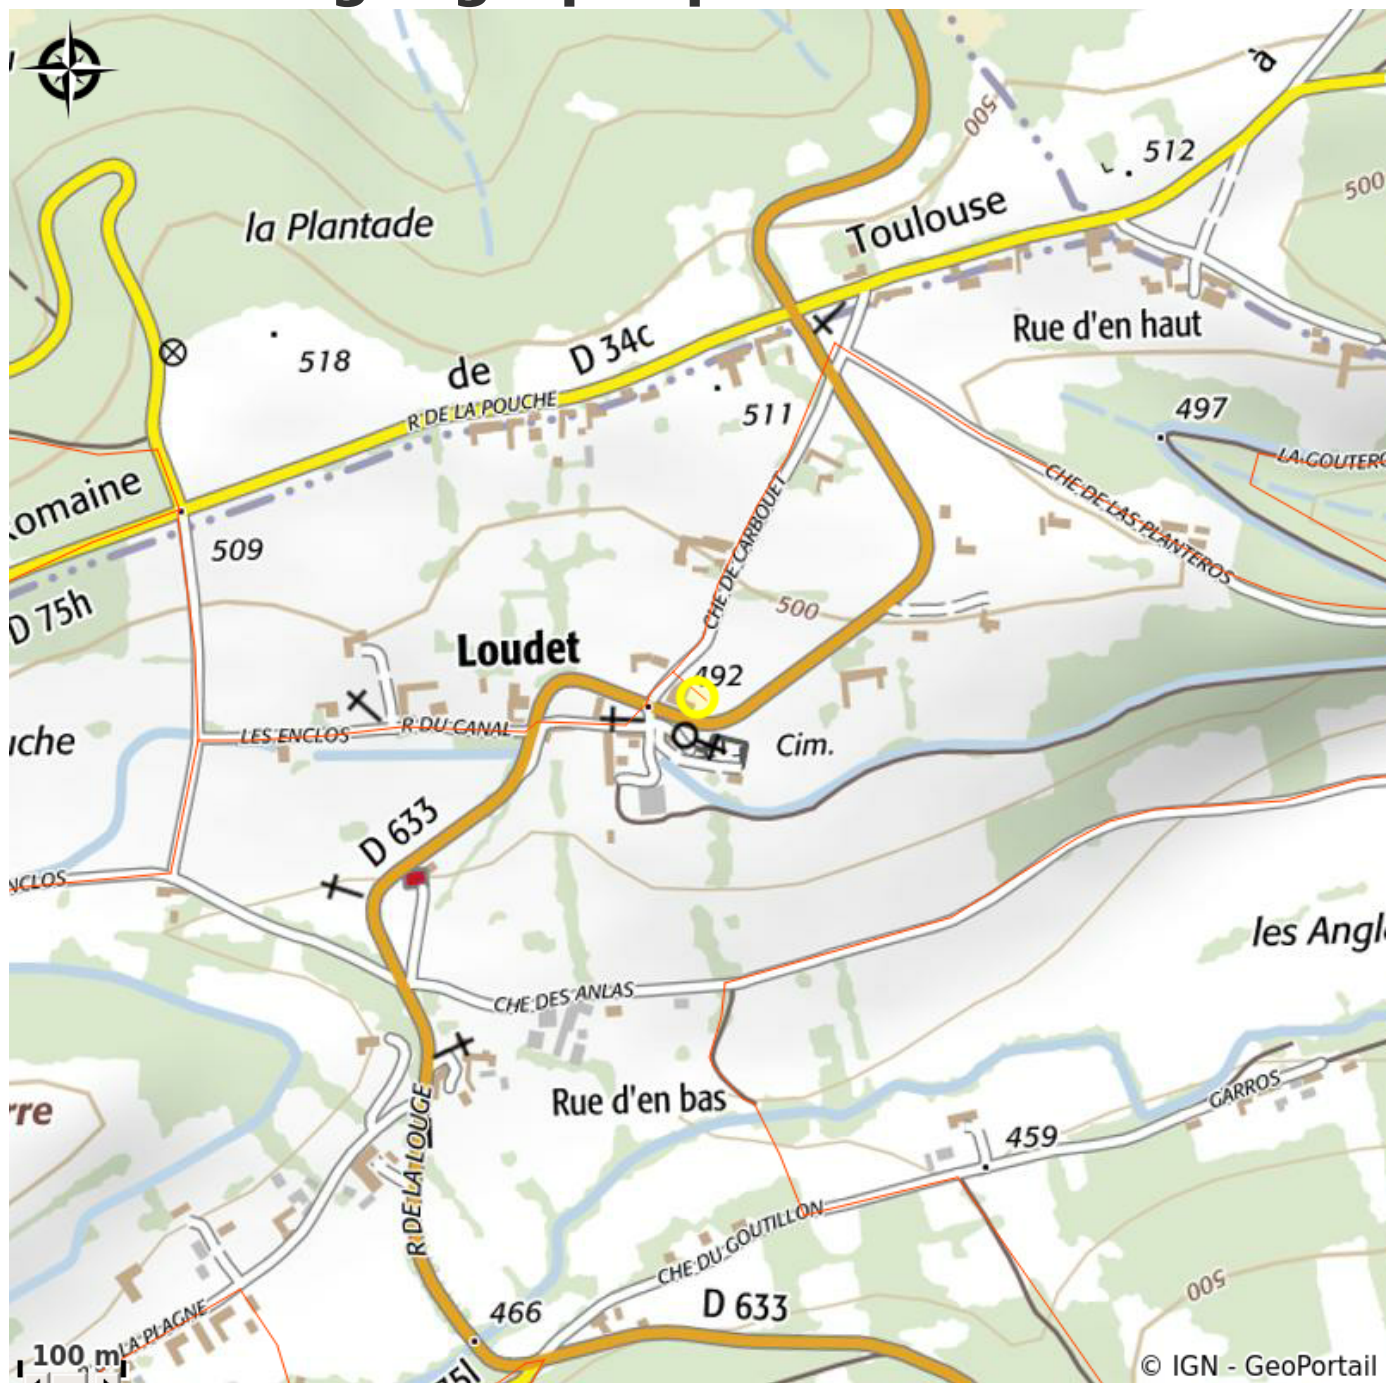 à
512
500
500
la Plantade
Toulouse
Rue d'en haut
D 34c
518
de
R DE LA POUCHE
511
497
LA GOUTERO
Romaine
CHE DE LAS PLANTEROS
CHE DE CARBOUET
509
D 75h
500
Loudet
492
uche
LES ENCLOS
R DU CANAL
Cim.
D 633
NCLOS
les Angl
CHE DES ANLAS
Rue d'en bas
rre
GARROS
459
R DE LA LOUGE
CHE DU GOUTILLON
500
466
D 633
LA PLAGNE
100 m
75l
© IGN - GeoPortail